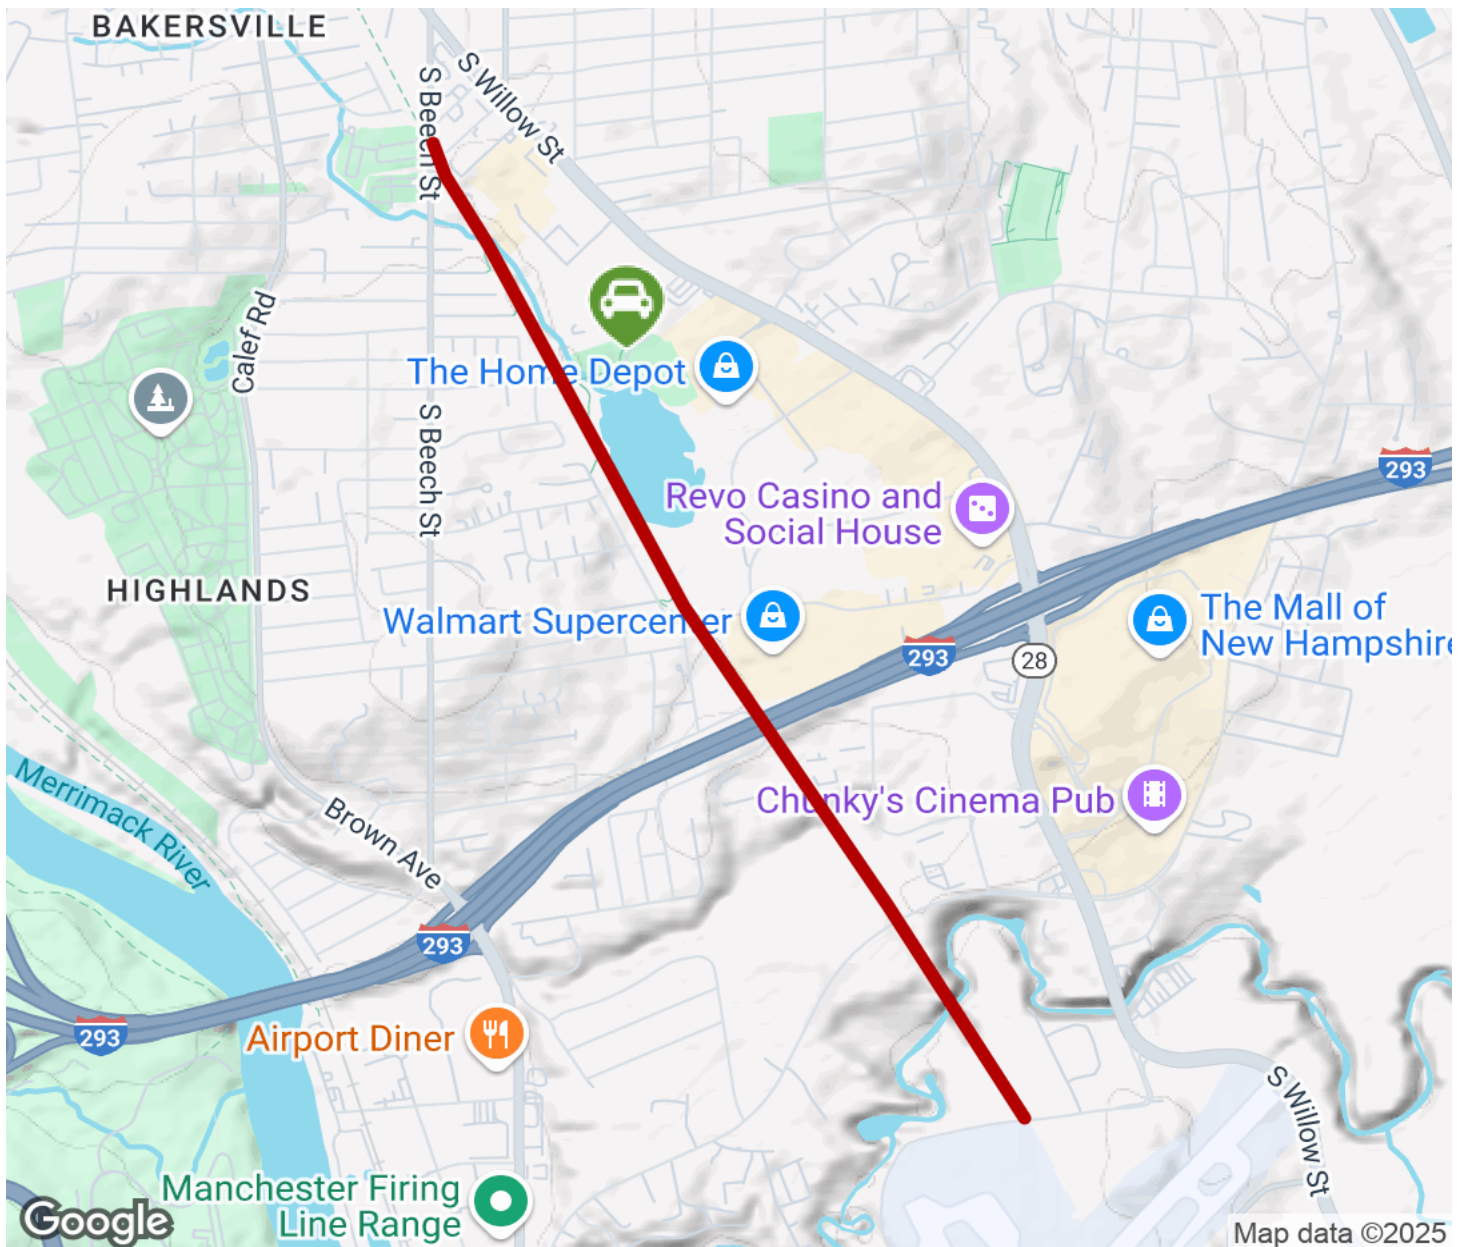 BAKERSVILLE
S Willow St
S Beech St
Calef Rd
The Home Depot
S Beech St
293
Revo Casino and
Social House
HIGHLANDS
Walmart Supercenter
The Mall of
New Hampshire
293
28
Merrimack River
Chunky's Cinema Pub
Brown Ave
293
293
Airport Diner
S Willow St
Manchester Firing
Line Range
Google
Map data ©2025